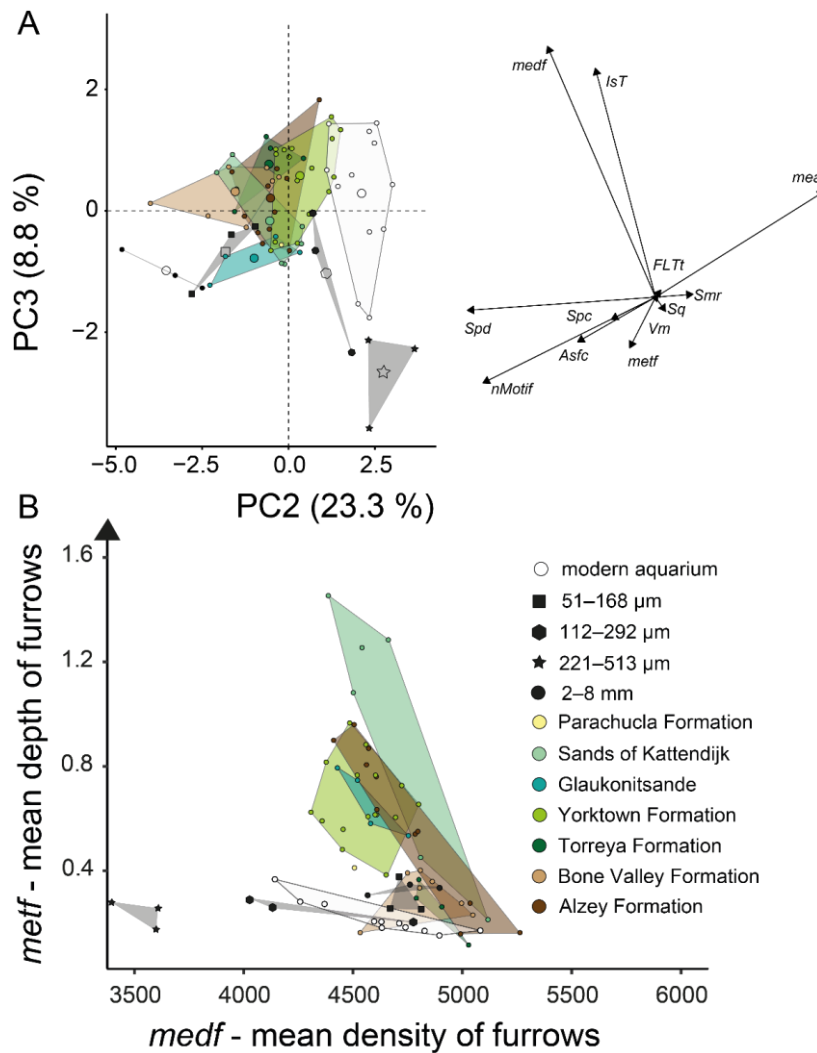 A
PC3 (8.8 %)
2
0
−2
−5.0 −2.5 0.0 2.5
PC2 (23.3 %)
medf
IsT
mea
FLTt
Smr
Sq
Spc
Vm
Spd
Asfc
metf
nMotif
B
metf - mean depth of furrows
1.6
1.2
0.8
0.4
3500 4000 4500 5000 5500 6000
medf - mean density of furrows
modern aquarium
51–168 µm
112–292 µm
221–513 µm
2–8 mm
Parachucla Formation
Sands of Kattendijk
Glaukonitsande
Yorktown Formation
Torreya Formation
Bone Valley Formation
Alzey Formation